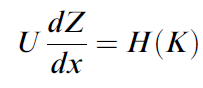 U dZ/dx = H(K)